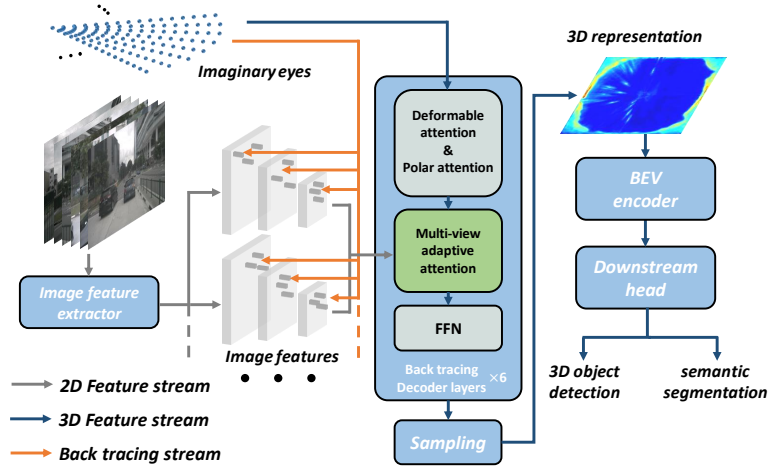 Imaginary eyes
3D representation
Deformable
attention
&
Polar attention
Multi-view
adaptive
attention
FFN
Back tracing
Decoder layers ×6
Sampling
Image feature
extractor
Image features
BEV
encoder
Downstream
head
3D object
detection
semantic
segmentation
2D Feature stream
3D Feature stream
Back tracing stream